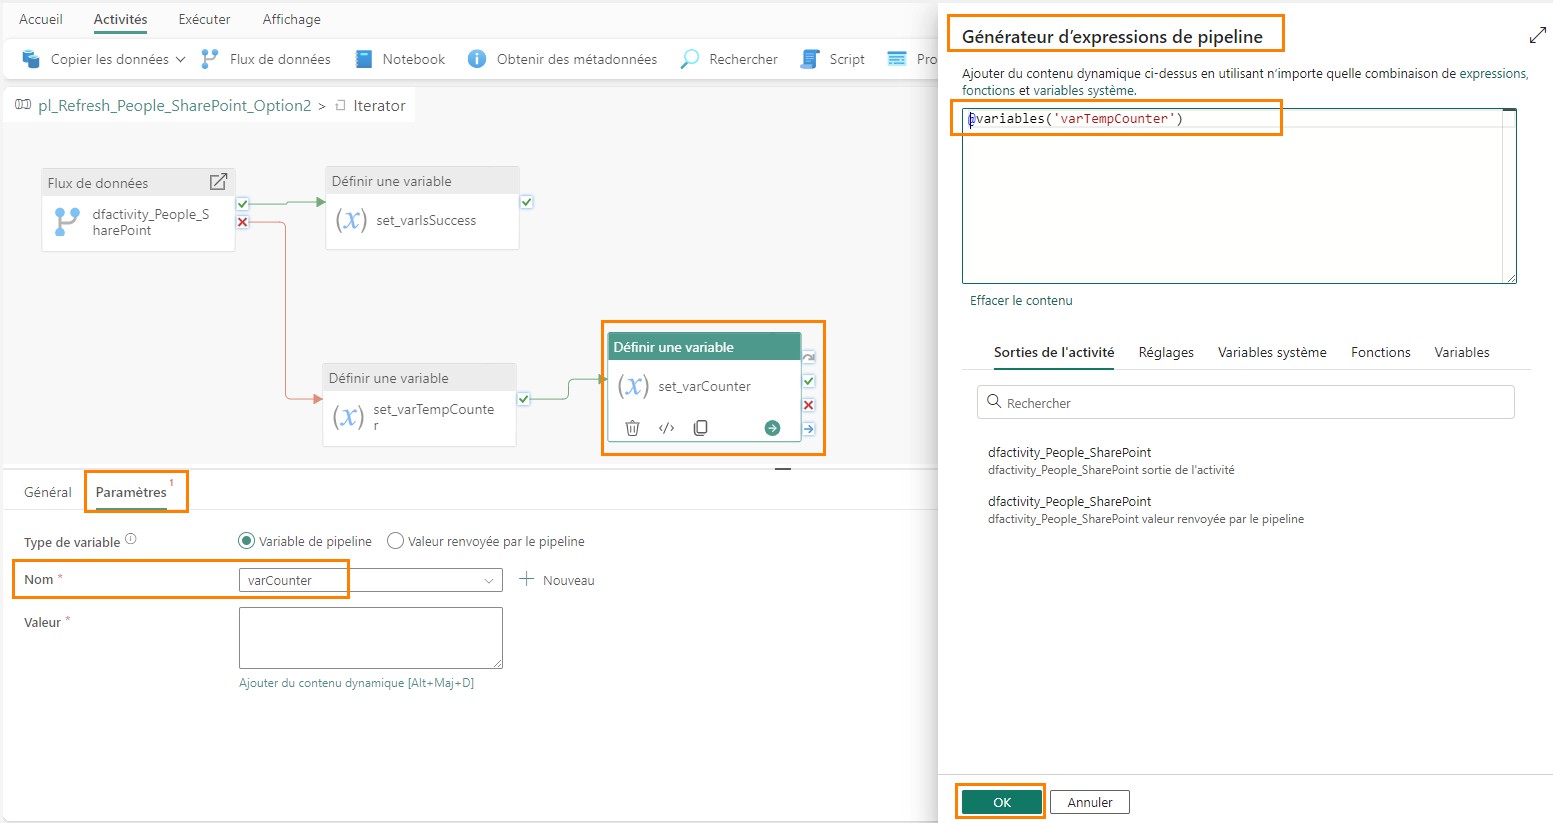 Accueil
Activités
Exécuter
Affichage
Copier les données
Flux de données
Notebook
Obtenir des métadonnées
Rechercher
Script
Pro
pl_Refresh_People_SharePoint_Option2 > Iterator
Flux de données
dfactivity_People_S
harePoint
Définir une variable
(x) set_varIsSuccess
Définir une variable
(x) set_varTempCounte
r
Définir une variable
(x) set_varCounter
Général
Paramètres 1
Type de variable
Variable de pipeline
Valeur renvoyée par le pipeline
Nom *
varCounter
Nouveau
Valeur *
Ajouter du contenu dynamique [Alt+Maj+D]
Générateur d’expressions de pipeline
Ajouter du contenu dynamique ci-dessus en utilisant n’importe quelle combinaison de expressions,
fonctions et variables système.
@variables('varTempCounter')
Effacer le contenu
Sorties de l'activité
Réglages
Variables système
Fonctions
Variables
Rechercher
dfactivity_People_SharePoint
dfactivity_People_SharePoint sortie de l'activité
dfactivity_People_SharePoint
dfactivity_People_SharePoint valeur renvoyée par le pipeline
OK
Annuler